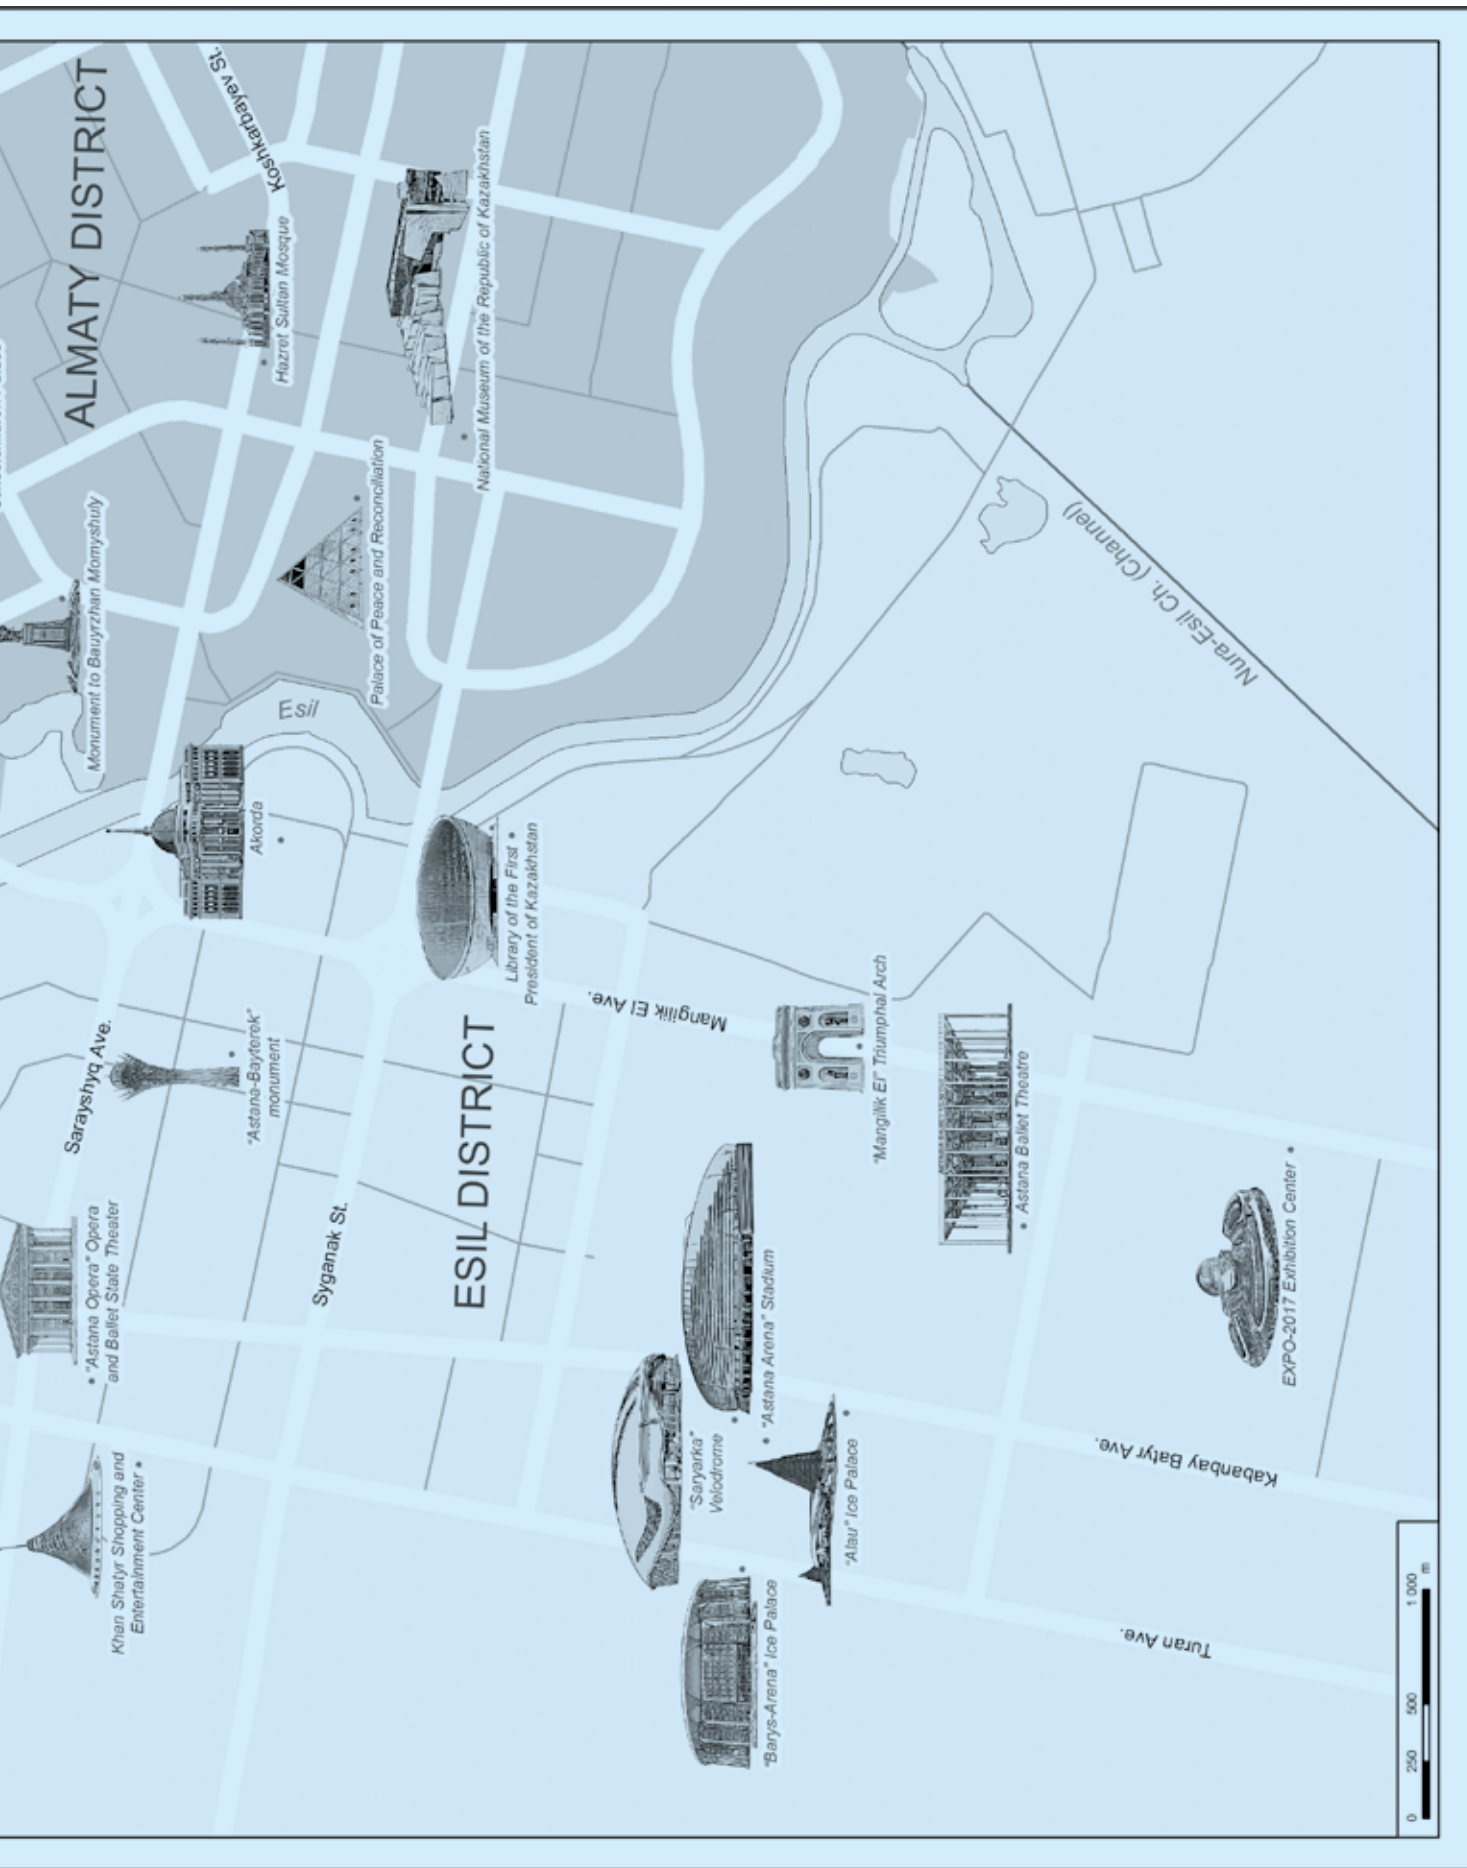 ALMATY DISTRICT
Koshkarbayev St.
Hazret Sultan Mosque
National Museum of the Republic of Kazakhstan
Monument to Bauyrzhan Momyshuly
Palace of Peace and Reconciliation
Esil
Akorda
Library of the First
President of Kazakhstan
Nura-Esil Ch. (Channel)
Sarayshyq Ave.
"Astana-Bayterek"
monument
Mangilik El Ave.
"Mangilik El" Triumphal Arch
Astana Ballet Theatre
ESIL DISTRICT
Syganak St.
"Astana Opera" Opera
and Ballet State Theater
Khan Shatyr Shopping and
Entertainment Center
"Astana Arena" Stadium
"Saryarka"
Velodrome
"Alau" Ice Palace
"Barys-Arena" Ice Palace
EXPO-2017 Exhibition Center
Kabanbay Batyr Ave.
Turan Ave.
0 250 500 1 000 m